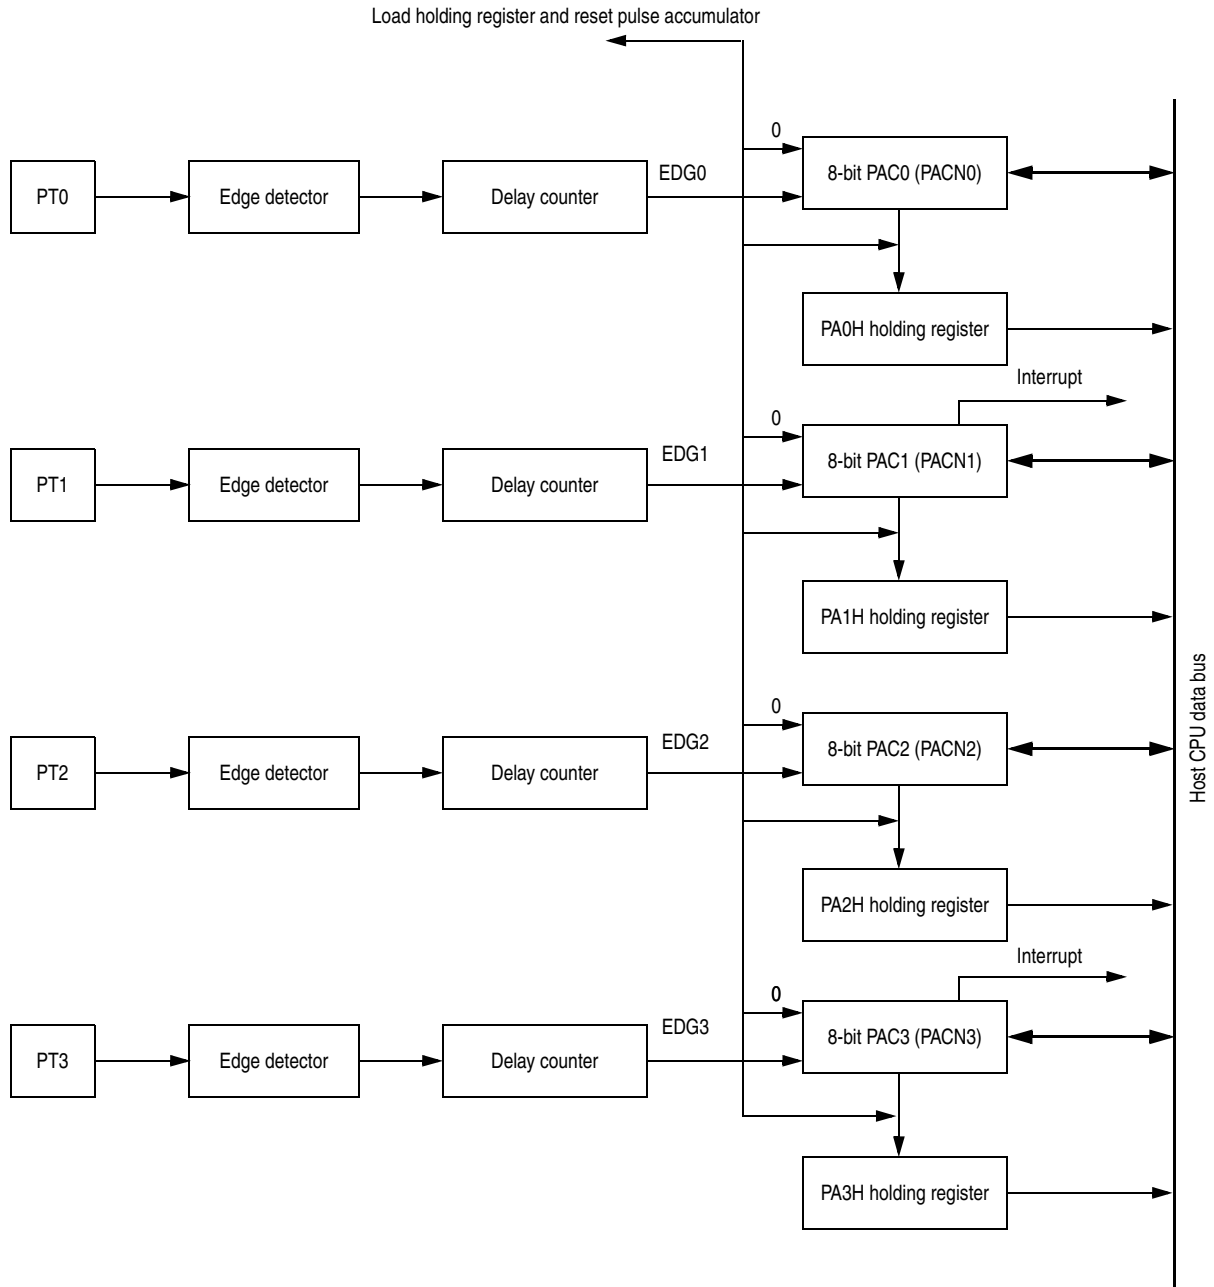 Load holding register and reset pulse accumulator
0
EDG0
8-bit PAC0 (PACN0)
PT0
Edge detector
Delay counter
PA0H holding register
Interrupt
0
EDG1
8-bit PAC1 (PACN1)
PT1
Edge detector
Delay counter
PA1H holding register
Host CPU data bus
0
EDG2
8-bit PAC2 (PACN2)
PT2
Edge detector
Delay counter
PA2H holding register
Interrupt
0
EDG3
8-bit PAC3 (PACN3)
PT3
Edge detector
Delay counter
PA3H holding register